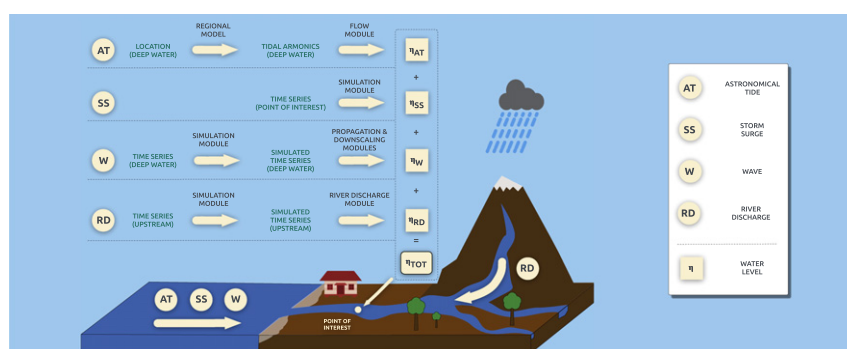 REGIONAL
MODEL
FLOW
MODULE
AT
LOCATION
(DEEP WATER)
TIDAL ARMONICS
(DEEP WATER)
ηAT
+
SIMULATION
MODULE
SS
TIME SERIES
(POINT OF INTEREST)
ηSS
+
SIMULATION
MODULE
PROPAGATION &
DOWNSCALING
MODULES
W
TIME SERIES
(DEEP WATER)
SIMULATED
TIME SERIES
(DEEP WATER)
ηW
+
SIMULATION
MODULE
RIVER DISCHARGE
MODULE
RD
TIME SERIES
(UPSTREAM)
SIMULATED
TIME SERIES
(UPSTREAM)
ηRD
=
ηTOT
RD
AT SS W
POINT OF
INTEREST
AT
ASTRONOMICAL
TIDE
SS
STORM
SURGE
W
WAVE
RD
RIVER
DISCHARGE
η
WATER
LEVEL